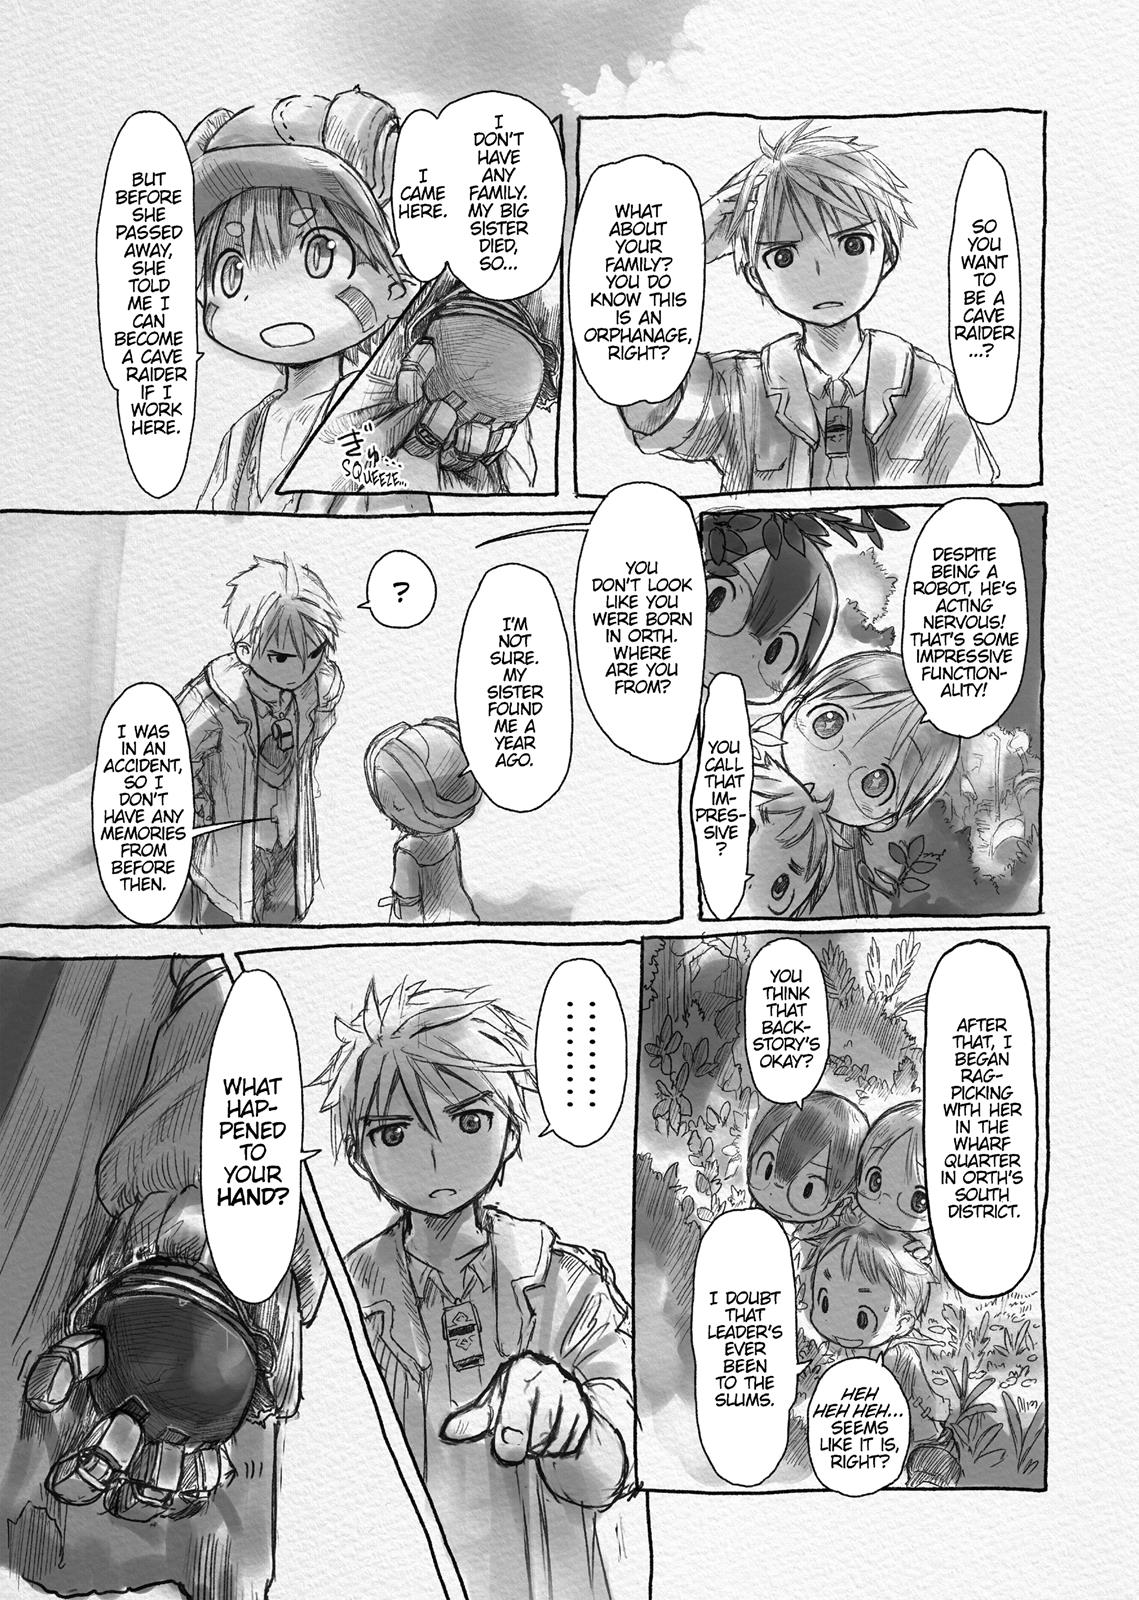 SO YOU
WANT
TO
BE A
CAVE
RAIDER
...?
WHAT
ABOUT
YOUR
FAMILY?
YOU DO
KNOW THIS
IS AN
ORPHANAGE,
RIGHT?
I
DON'T
HAVE
ANY
FAMILY.
MY BIG
SISTER
DIED,
SO...
I
CAME
HERE.
ぎゅ...
SQUEEZE...
BUT
BEFORE
SHE
PASSED
AWAY,
SHE
TOLD
ME I
CAN
BECOME
A CAVE
RAIDER
IF I
WORK
HERE.
DESPITE
BEING A
ROBOT, HE'S
ACTING
NERVOUS!
THAT'S SOME
IMPRESSIVE
FUNCTION-
ALITY!
YOU
CALL
THAT
IM-
PRES-
SIVE
?
YOU
DON'T LOOK
LIKE YOU
WERE BORN
IN ORTH.
WHERE
ARE YOU
FROM?
I'M
NOT
SURE.
MY
SISTER
FOUND
ME A
YEAR
AGO.
?
I WAS
IN AN
ACCIDENT,
SO I
DON'T
HAVE ANY
MEMORIES
FROM
BEFORE
THEN.
AFTER
THAT, I
BEGAN
RAG-
PICKING
WITH HER
IN THE
WHARF
QUARTER
IN ORTH'S
SOUTH
DISTRICT.
YOU
THINK
THAT
BACK-
STORY'S
OKAY?
I DOUBT
THAT
LEADER'S
EVER
BEEN
TO THE
SLUMS.
HEH
HEH HEH...
SEEMS
LIKE IT IS,
RIGHT?
.........
.........
WHAT
HAP-
PENED
TO
YOUR
HAND?